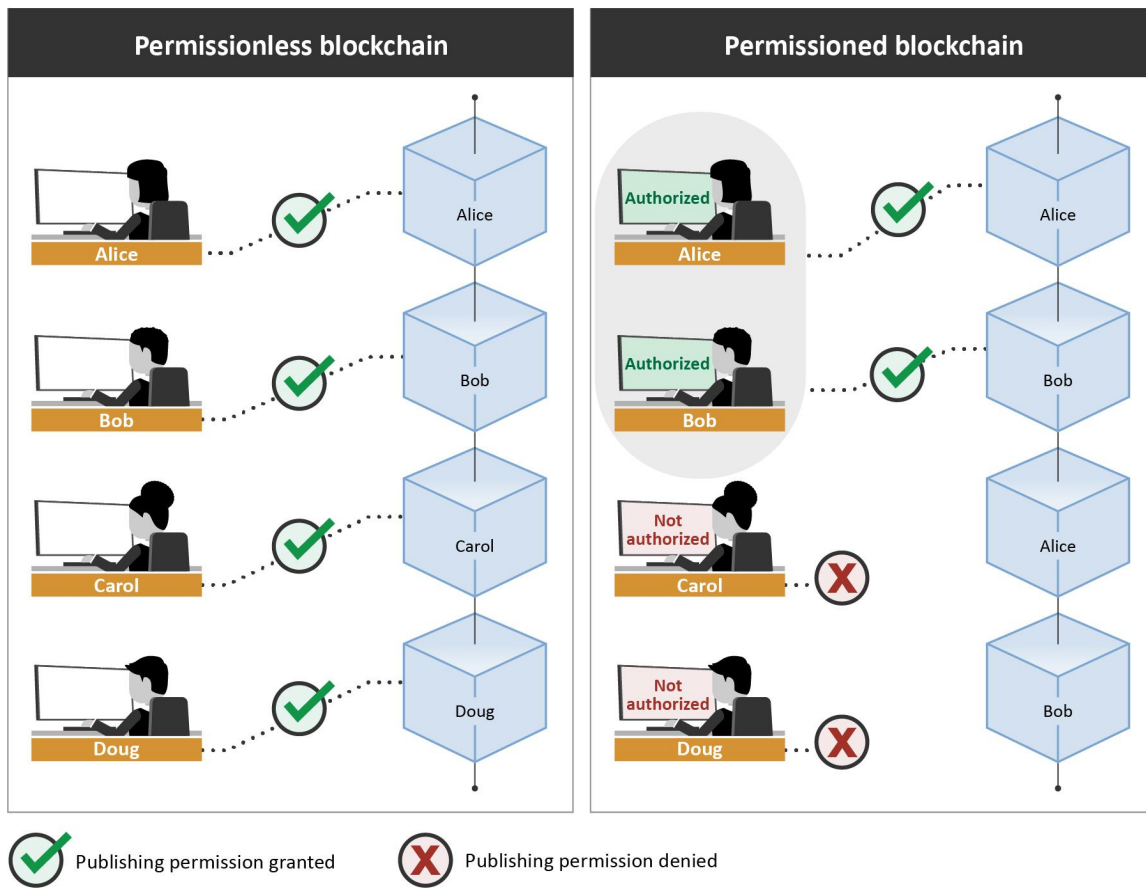 Permissionless blockchain
Alice
Alice
Bob
Bob
Carol
Carol
Doug
Doug
Permissioned blockchain
Authorized
Alice
Alice
Authorized
Bob
Bob
Not
authorized
Carol
Alice
Not
authorized
Doug
Bob
Publishing permission granted
X
Publishing permission denied